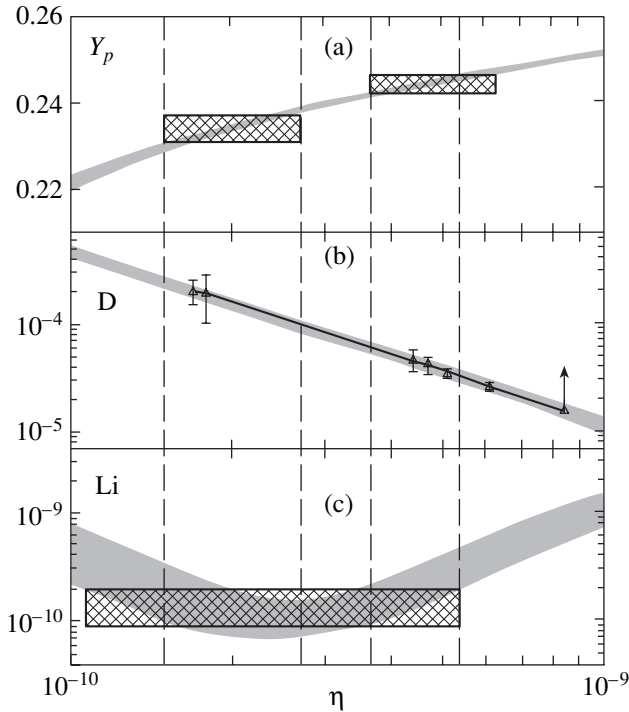 0.26
Y_p
(a)
0.24
0.22
(b)
D
10^{-4}
10^{-5}
Li
(c)
10^{-9}
10^{-10}
10^{-10}
η
10^{-9}